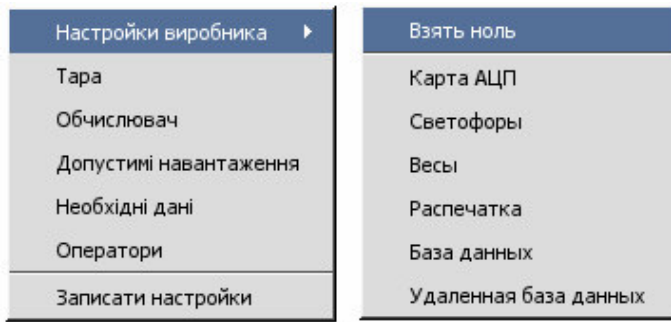 Настройки виробника
Тара
Обчислювач
Допустимі навантаження
Необхідні дані
Оператори
Записати настройки
Взять ноль
Карта АЦП
Светофоры
Весы
Распечатка
База данных
Удаленная база данных